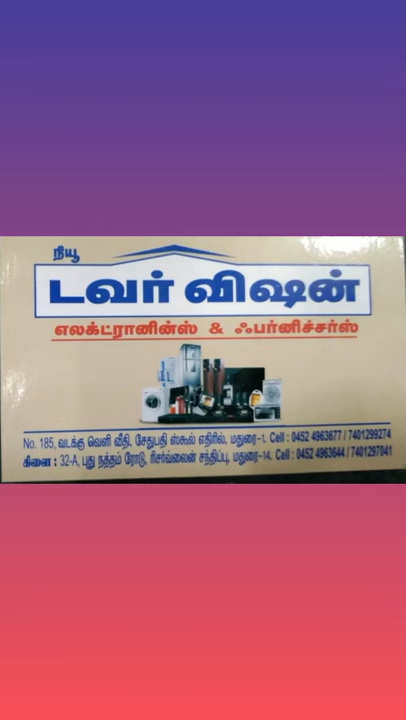 நியூ
டவர் விஷன்
எலக்ட்ரானின்ஸ் & ஃபர்னிச்சர்ஸ்
No. 185, வடக்கு வெளி வீதி, சேதுபதி ஸ்கூல் எதிரில், மதுரை-1. Cell : 0452 4963677 / 7401299274
கிளை : 32-A, புது நத்தம் ரோடு, ரிசர்வ்லைன் சந்திப்பு, மதுரை-14. Cell : 0452 4963644 / 7401297041